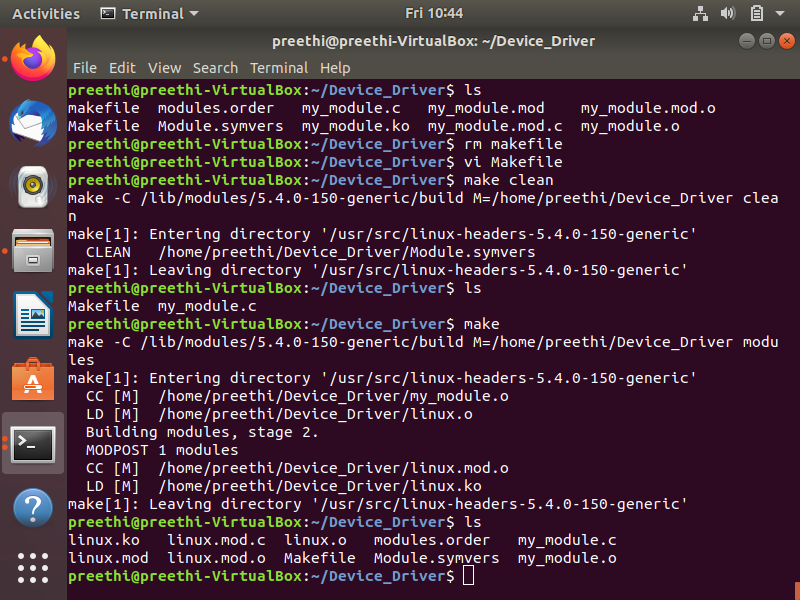 Activities Terminal Fri 10:44
preethi@preethi-VirtualBox: ~/Device_Driver
File Edit View Search Terminal Help
preethi@preethi-VirtualBox:~/Device_Driver$ ls
makefile  modules.order   my_module.c   my_module.mod    my_module.mod.o
Makefile  Module.symvers  my_module.ko  my_module.mod.c  my_module.o
preethi@preethi-VirtualBox:~/Device_Driver$ rm makefile
preethi@preethi-VirtualBox:~/Device_Driver$ vi Makefile
preethi@preethi-VirtualBox:~/Device_Driver$ make clean
make -C /lib/modules/5.4.0-150-generic/build M=/home/preethi/Device_Driver clea
n
make[1]: Entering directory '/usr/src/linux-headers-5.4.0-150-generic'
  CLEAN   /home/preethi/Device_Driver/Module.symvers
make[1]: Leaving directory '/usr/src/linux-headers-5.4.0-150-generic'
preethi@preethi-VirtualBox:~/Device_Driver$ ls
Makefile  my_module.c
preethi@preethi-VirtualBox:~/Device_Driver$ make
make -C /lib/modules/5.4.0-150-generic/build M=/home/preethi/Device_Driver modu
les
make[1]: Entering directory '/usr/src/linux-headers-5.4.0-150-generic'
  CC [M]  /home/preethi/Device_Driver/my_module.o
  LD [M]  /home/preethi/Device_Driver/linux.o
  Building modules, stage 2.
  MODPOST 1 modules
  CC [M]  /home/preethi/Device_Driver/linux.mod.o
  LD [M]  /home/preethi/Device_Driver/linux.ko
make[1]: Leaving directory '/usr/src/linux-headers-5.4.0-150-generic'
preethi@preethi-VirtualBox:~/Device_Driver$ ls
linux.ko   linux.mod.c  linux.o   modules.order   my_module.c
linux.mod  linux.mod.o  Makefile  Module.symvers  my_module.o
preethi@preethi-VirtualBox:~/Device_Driver$